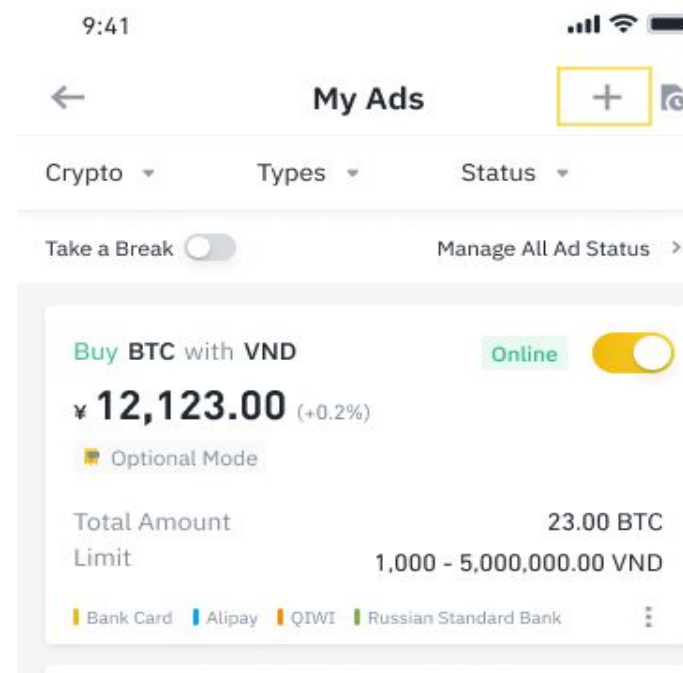 9:41
My Ads
Crypto Types Status
Take a Break Manage All Ad Status
Buy BTC with VND Online
¥ 12,123.00 (+0.2%)
Optional Mode
Total Amount 23.00 BTC
Limit 1,000 - 5,000,000.00 VND
Bank Card Alipay QIWI Russian Standard Bank